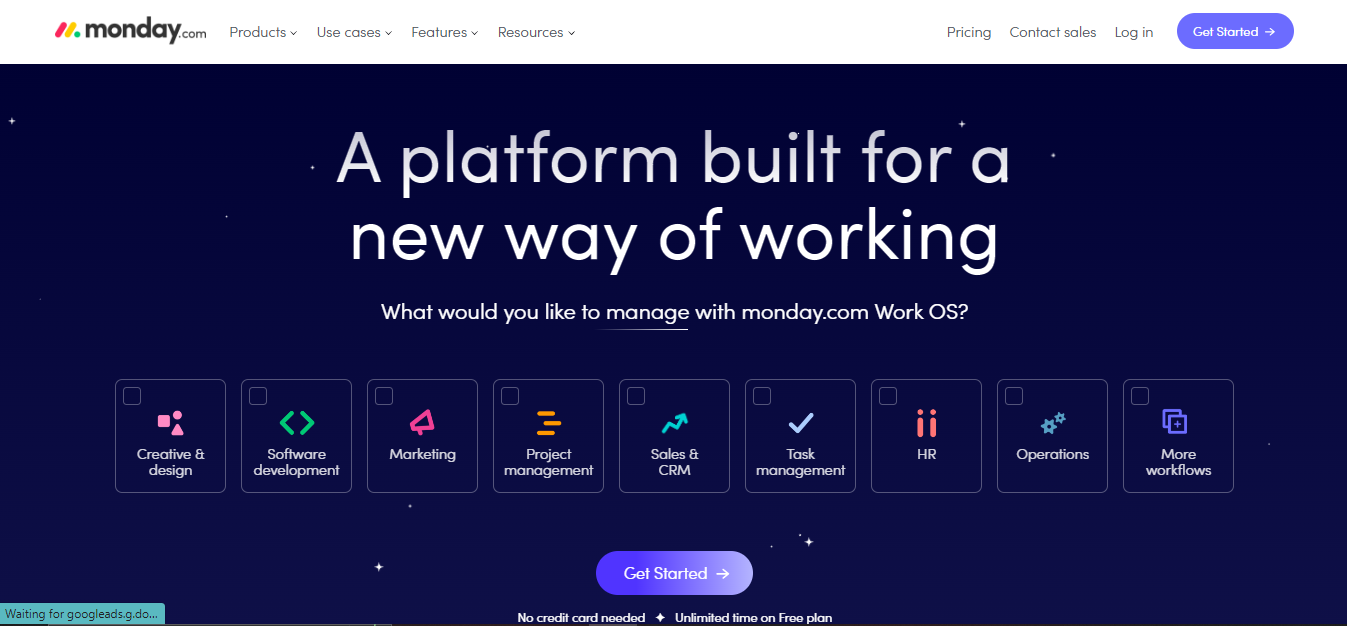 monday.com
Products
Use cases
Features
Resources
Pricing
Contact sales
Log in
Get Started →
A platform built for a
new way of working
What would you like to manage with monday.com Work OS?
Creative &
design
Software
development
Marketing
Project
management
Sales &
CRM
Task
management
HR
Operations
More
workflows
Get Started →
No credit card needed ✦ Unlimited time on Free plan
Waiting for googleads.g.do...